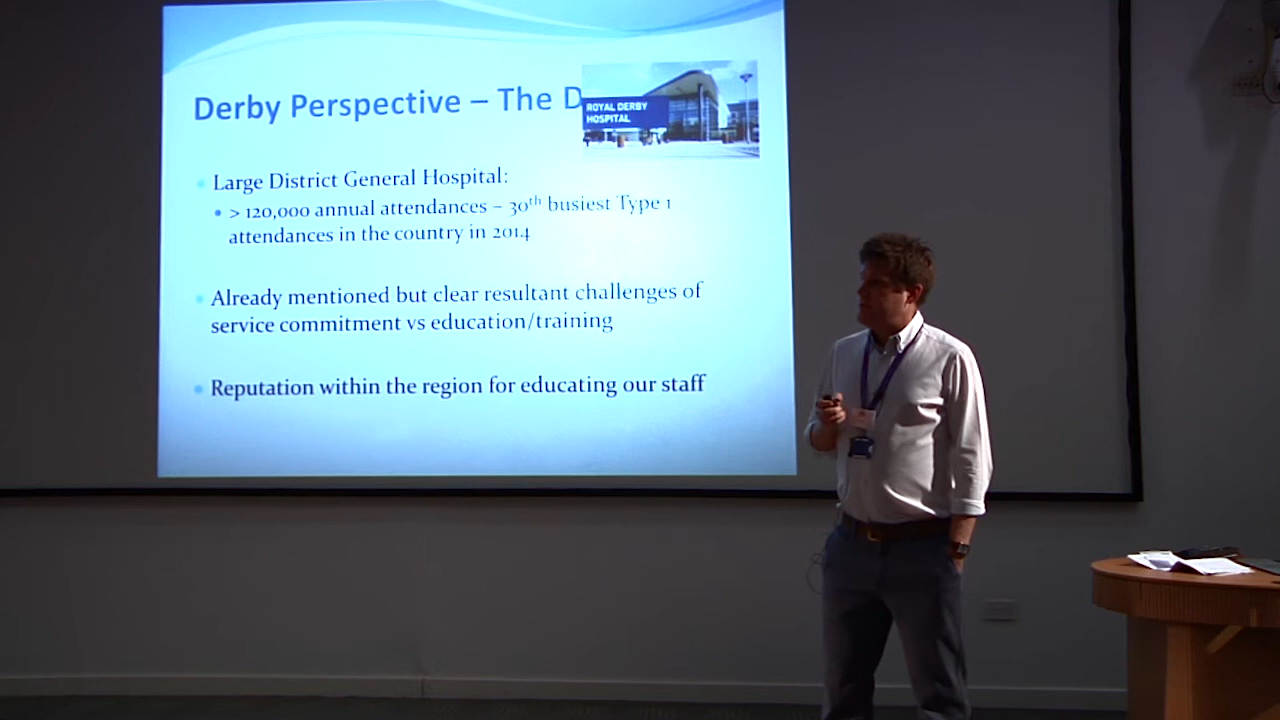 Derby Perspective – The D
ROYAL DERBY
HOSPITAL
Large District General Hospital:
> 120,000 annual attendances – 30th busiest Type 1
attendances in the country in 2014
Already mentioned but clear resultant challenges of
service commitment vs education/training
Reputation within the region for educating our staff